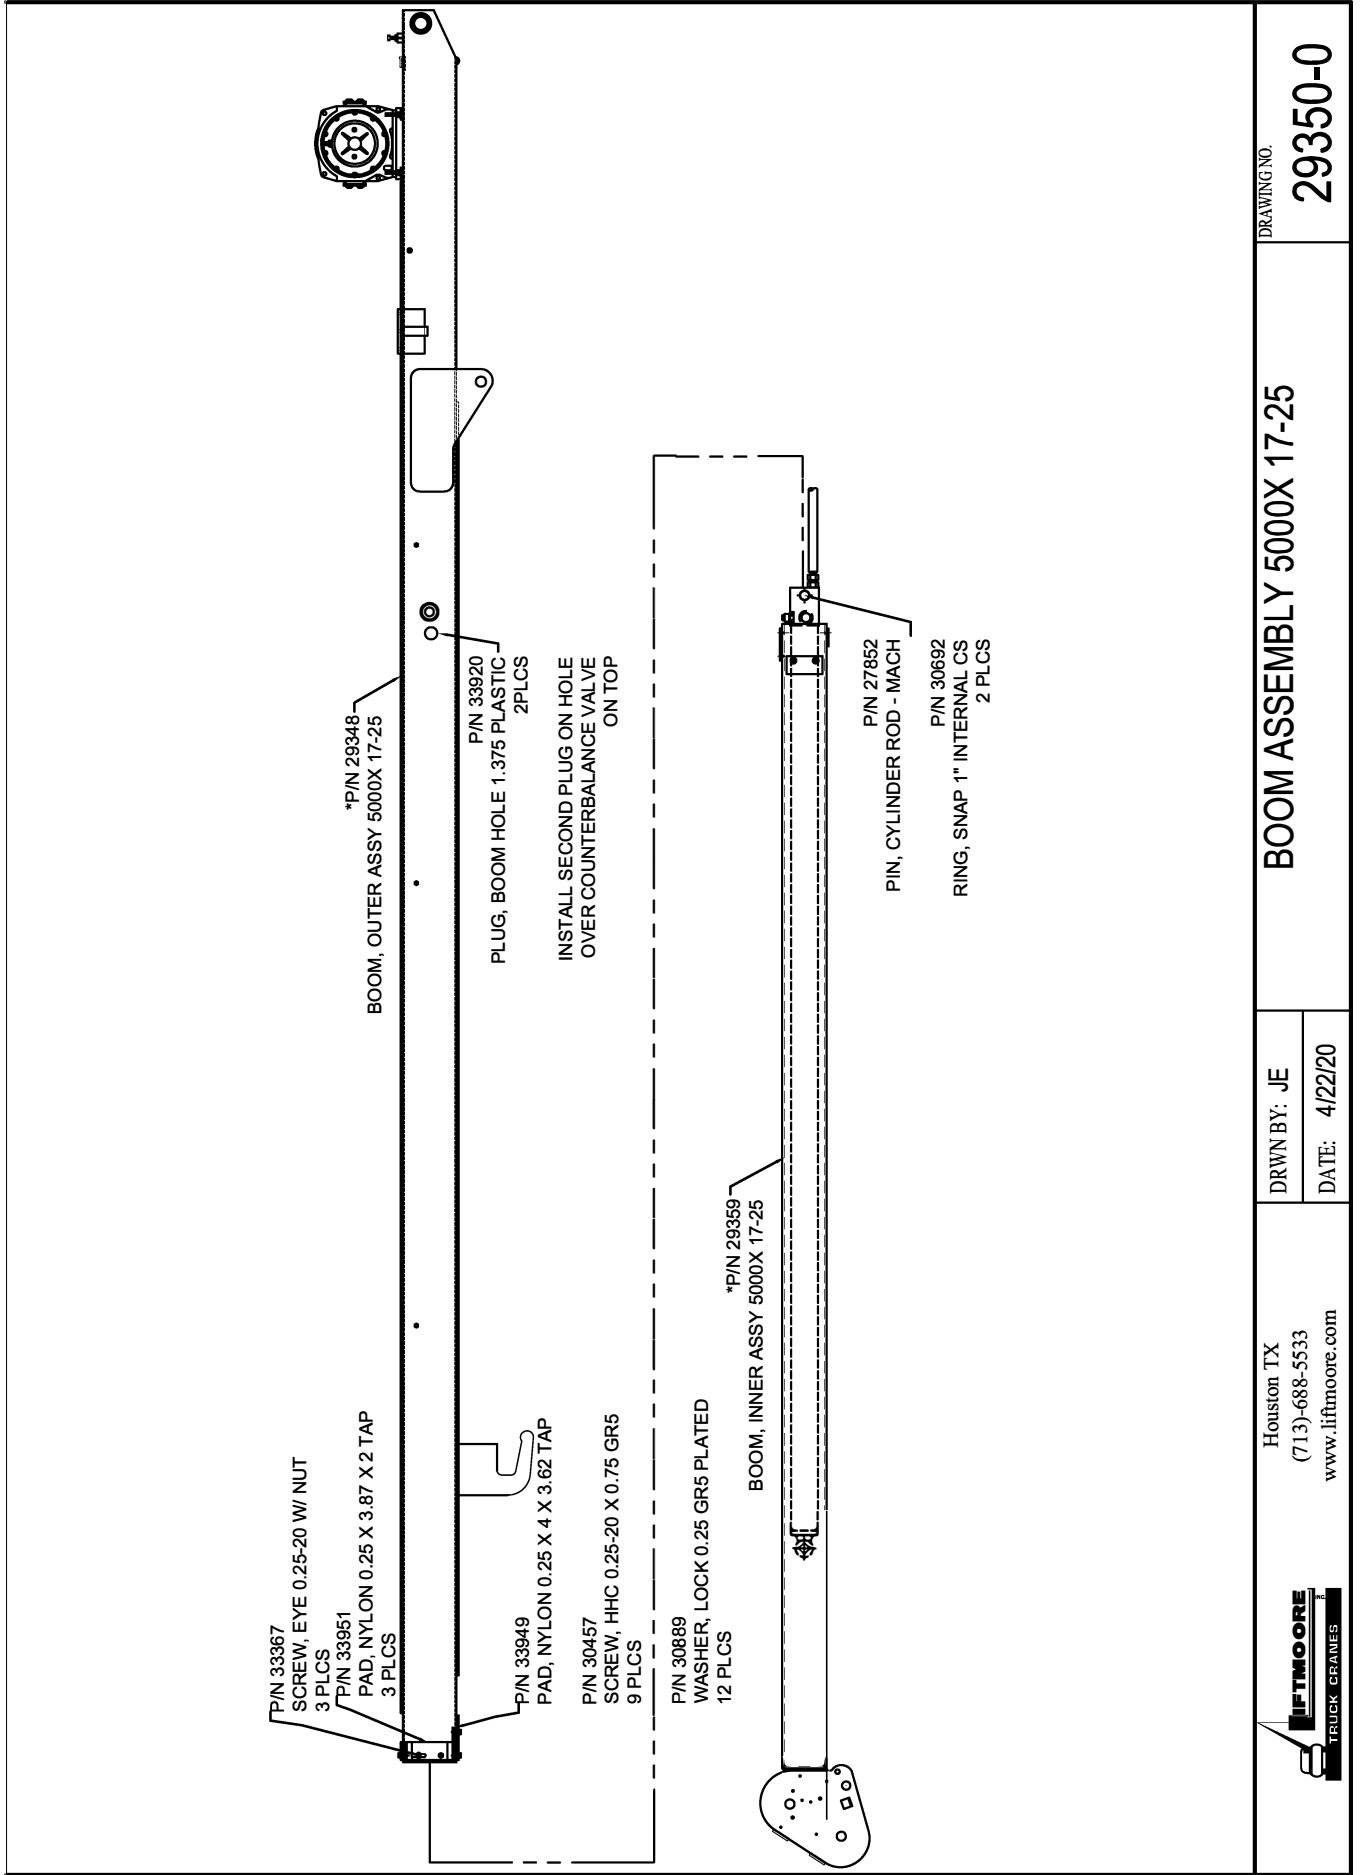 P/N 33367
SCREW, EYE 0.25-20 W/ NUT
3 PLCS
P/N 33951
PAD, NYLON 0.25 X 3.87 X 2 TAP
3 PLCS
*P/N 29348
BOOM, OUTER ASSY 5000X 17-25
P/N 33920
PLUG, BOOM HOLE 1.375 PLASTIC
2PLCS
INSTALL SECOND PLUG ON HOLE
OVER COUNTERBALANCE VALVE
ON TOP
P/N 33949
PAD, NYLON 0.25 X 4 X 3.62 TAP
P/N 30457
SCREW, HHC 0.25-20 X 0.75 GR5
9 PLCS
P/N 30889
WASHER, LOCK 0.25 GR5 PLATED
12 PLCS
*P/N 29359
BOOM, INNER ASSY 5000X 17-25
P/N 27852
PIN, CYLINDER ROD - MACH
P/N 30692
RING, SNAP 1" INTERNAL CS
2 PLCS
LIFTMOORE INC.
TRUCK CRANES
Houston TX
(713)-688-5533
www.liftmoore.com
DRWN BY: JE
DATE: 4/22/20
BOOM ASSEMBLY 5000X 17-25
DRAWING NO.
29350-0